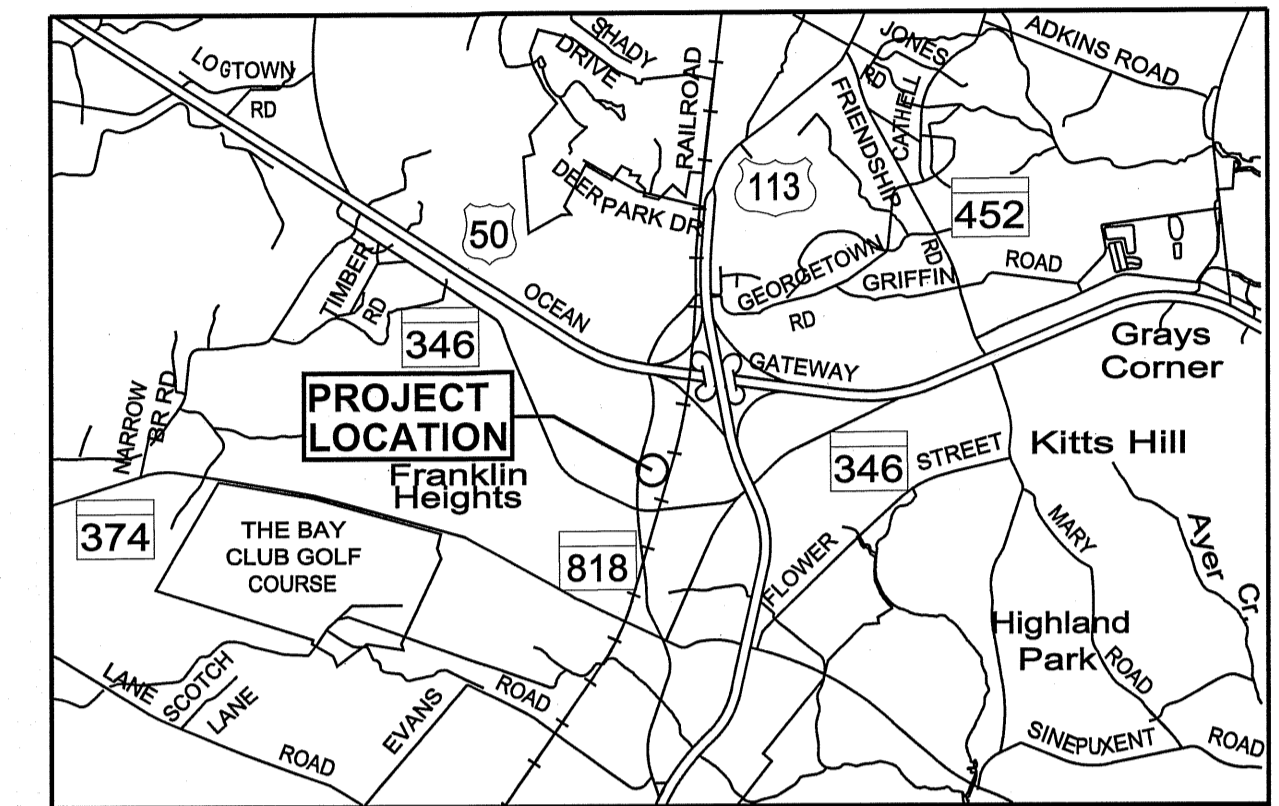 LOGTOWN
RD
SHADY
DRIVE
RAILROAD
JONES
RD
ADKINS ROAD
CATHELL
FRIENDSHIP
RD
113
452
DEERPARK DR
50
OCEAN
TIMBER
RD
GEORGETOWN
RD
GRIFFIN
ROAD
346
GATEWAY
Grays
Corner
NARROW
BR RD
PROJECT
LOCATION
Franklin
Heights
346
STREET
Kitts Hill
374
THE BAY
CLUB GOLF
COURSE
818
FLOWER
MARY
Ayer
Cr.
Highland
Park
ROAD
LANE
SCOTCH
LANE
ROAD
EVANS
ROAD
SINEPUXENT
ROAD